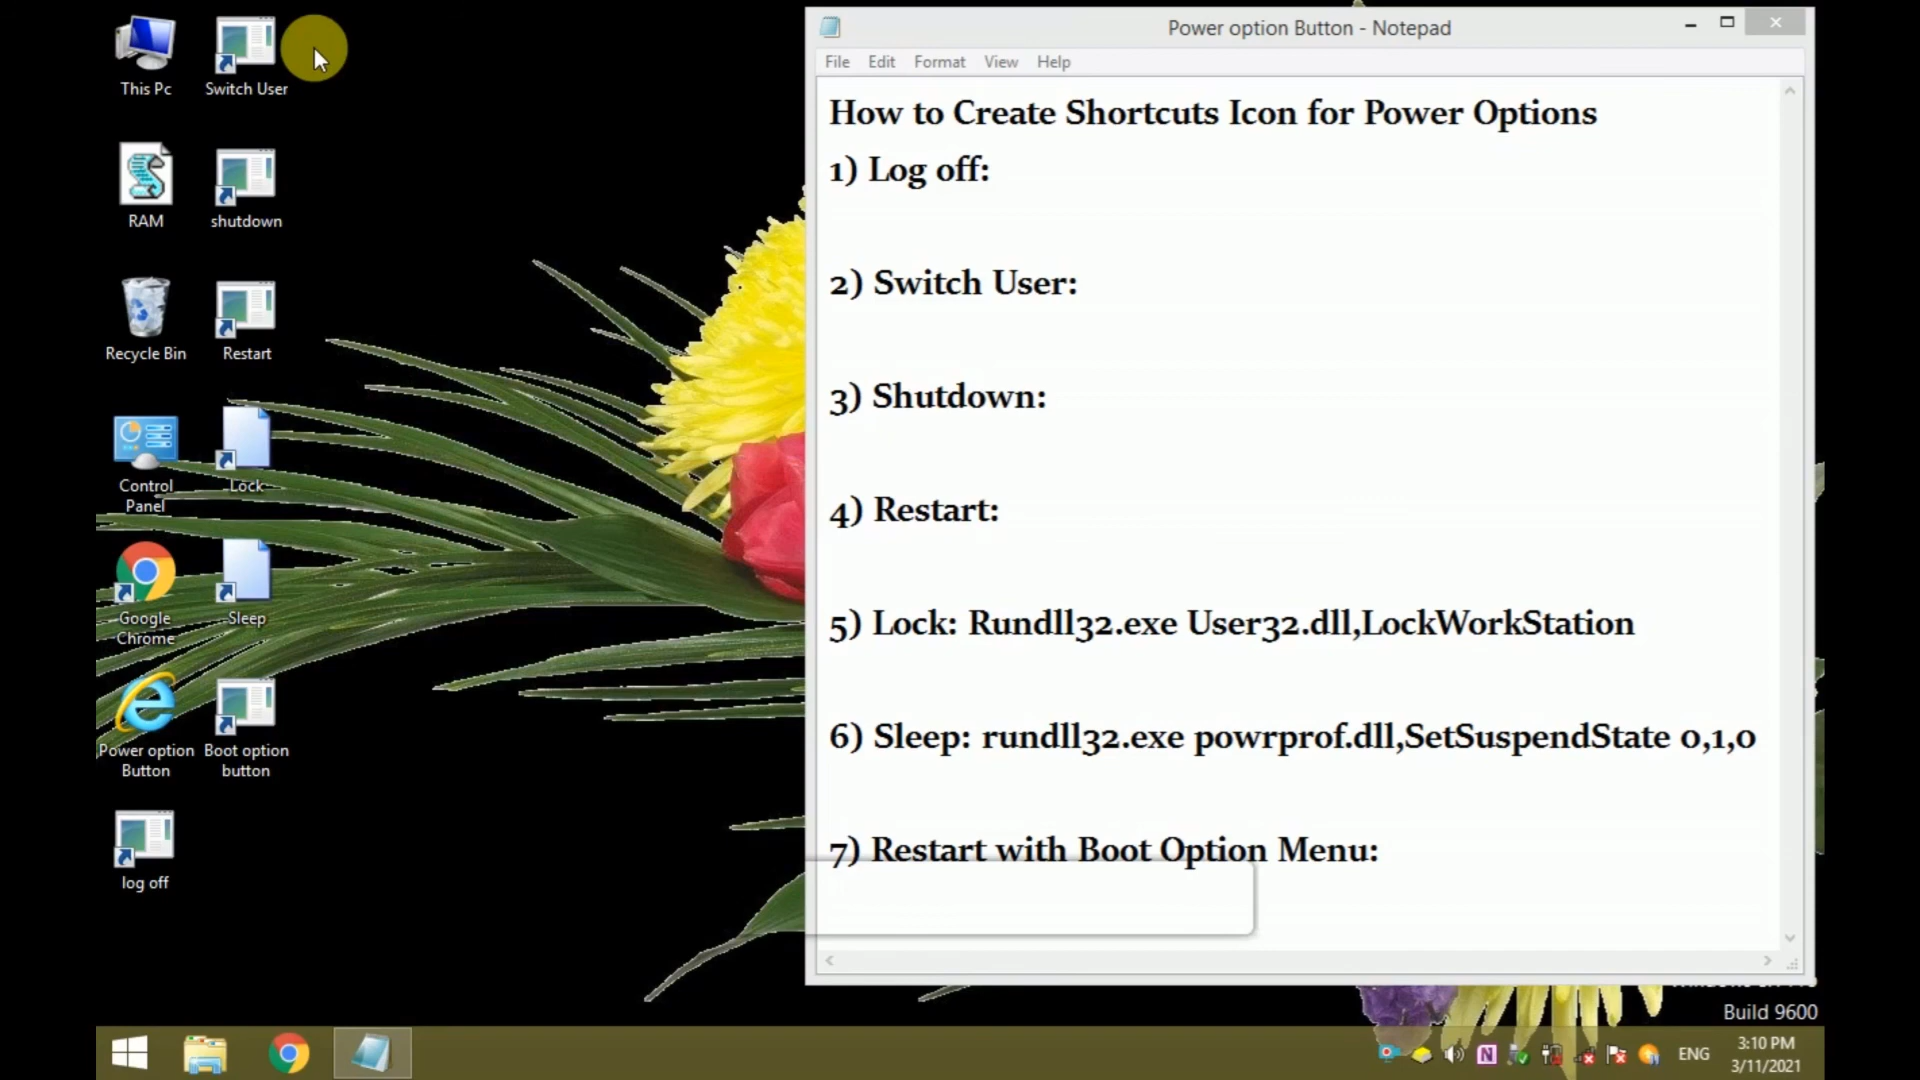 This Pc
Switch User
RAM
shutdown
Recycle Bin
Restart
Control
Panel
Lock
Google
Chrome
Sleep
Power option
Button
Boot option
button
log off
Power option Button - Notepad
File Edit Format View Help
How to Create Shortcuts Icon for Power Options
1) Log off:
2) Switch User:
3) Shutdown:
4) Restart:
5) Lock: Rundll32.exe User32.dll,LockWorkStation
6) Sleep: rundll32.exe powrprof.dll,SetSuspendState 0,1,0
7) Restart with Boot Option Menu:
Build 9600
ENG
3:10 PM
3/11/2021